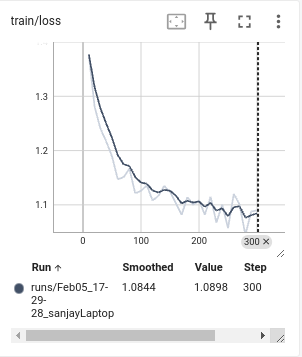 train/loss
1.3
1.2
1.1
0 100 200 300 ✕
Run ↑ Smoothed Value Step
runs/Feb05_17- 1.0844 1.0898 300
29-
28_sanjayLaptop